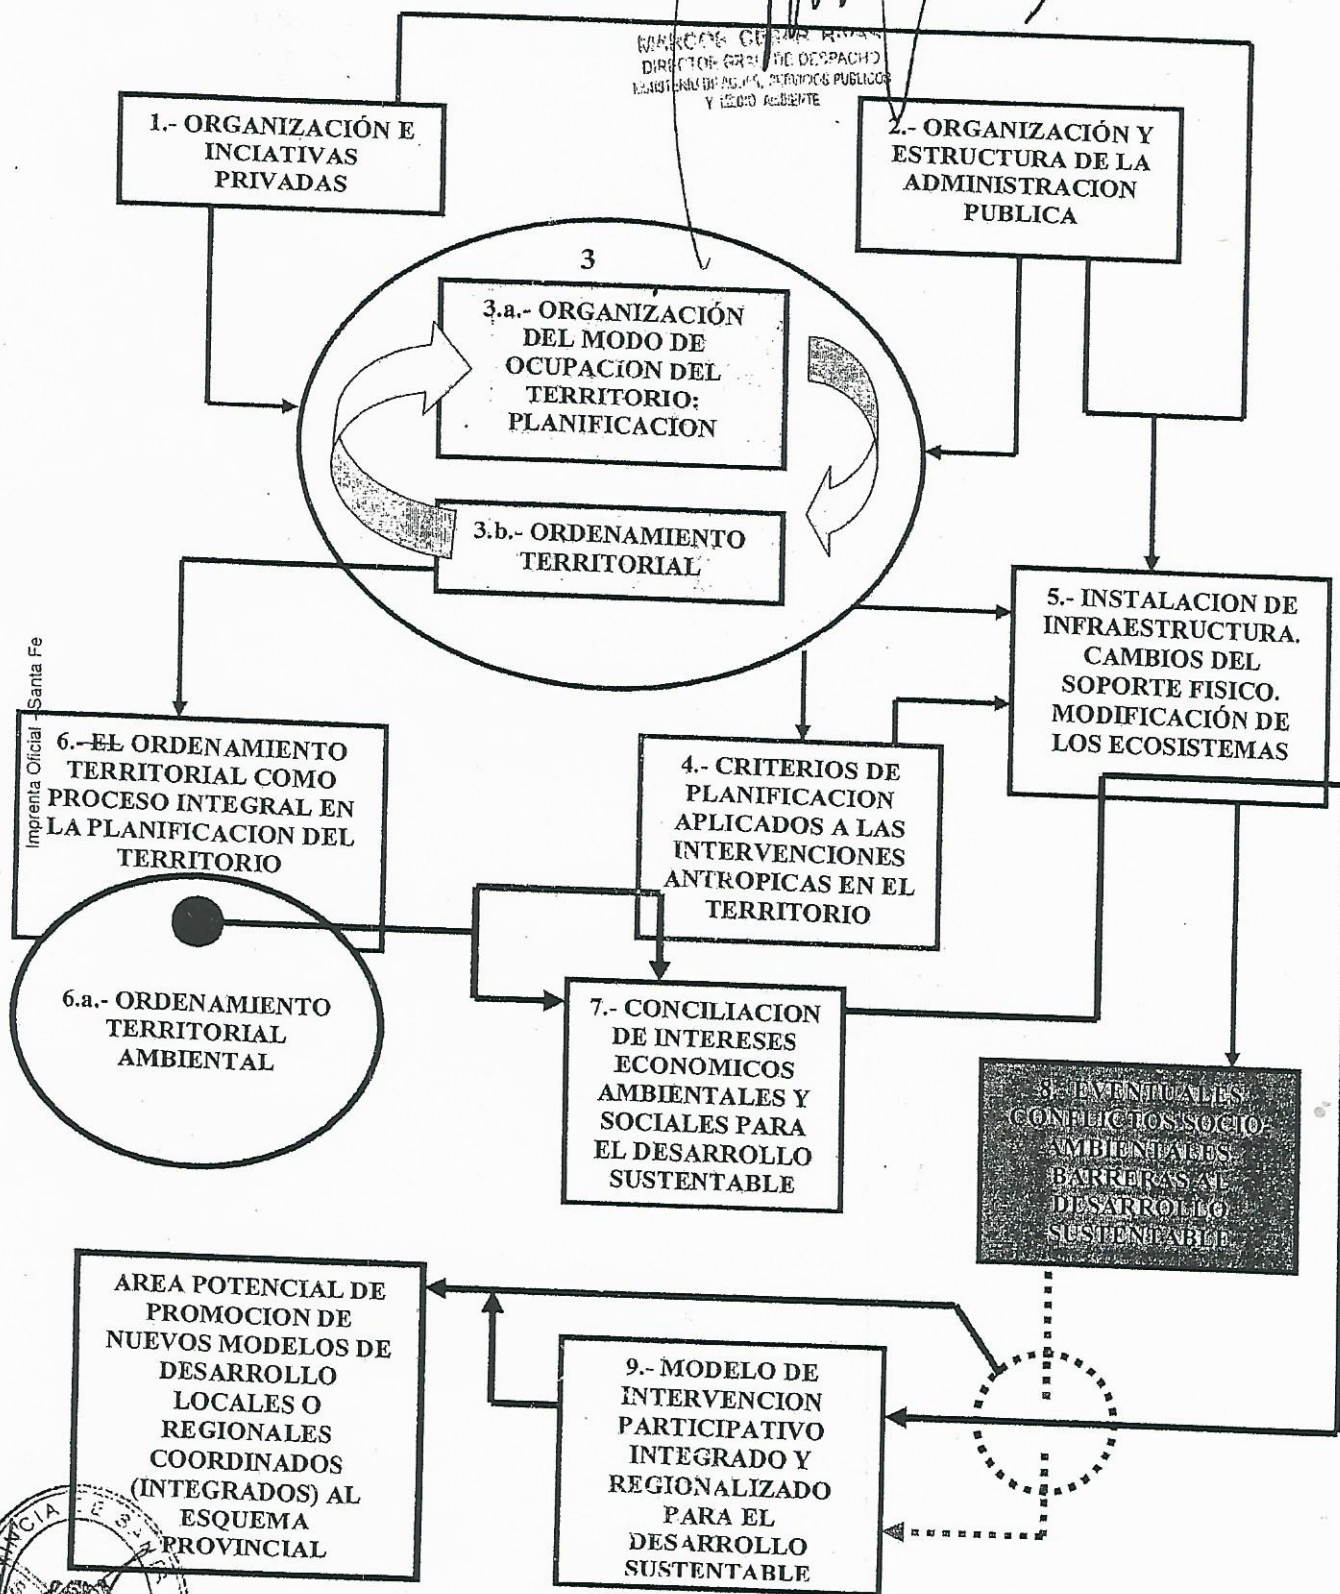 DIRECTOR GRAL DE DESPACHO
Y MEDIO AMBIENTE
1.- ORGANIZACIÓN E
INCIATIVAS
PRIVADAS
2.- ORGANIZACIÓN Y
ESTRUCTURA DE LA
ADMINISTRACION
PUBLICA
3
3.a.- ORGANIZACIÓN
DEL MODO DE
OCUPACION DEL
TERRITORIO:
PLANIFICACION
3.b.- ORDENAMIENTO
TERRITORIAL
5.- INSTALACION DE
INFRAESTRUCTURA.
CAMBIOS DEL
SOPORTE FISICO.
MODIFICACIÓN DE
LOS ECOSISTEMAS
Imprenta Oficial - Santa Fe
6.- EL ORDENAMIENTO
TERRITORIAL COMO
PROCESO INTEGRAL EN
LA PLANIFICACION DEL
TERRITORIO
4.- CRITERIOS DE
PLANIFICACION
APLICADOS A LAS
INTERVENCIONES
ANTROPICAS EN EL
TERRITORIO
6.a.- ORDENAMIENTO
TERRITORIAL
AMBIENTAL
7.- CONCILIACION
DE INTERESES
ECONOMICOS
AMBIENTALES Y
SOCIALES PARA
EL DESARROLLO
SUSTENTABLE
8.- EVENTUALES
CONFLICTOS SOCIO-
AMBIENTALES.
BARRERAS AL
DESARROLLO
SUSTENTABLE
AREA POTENCIAL DE
PROMOCION DE
NUEVOS MODELOS DE
DESARROLLO
LOCALES O
REGIONALES
COORDINADOS
(INTEGRADOS) AL
ESQUEMA
PROVINCIAL
9.- MODELO DE
INTERVENCION
PARTICIPATIVO
INTEGRADO Y
REGIONALIZADO
PARA EL
DESARROLLO
SUSTENTABLE